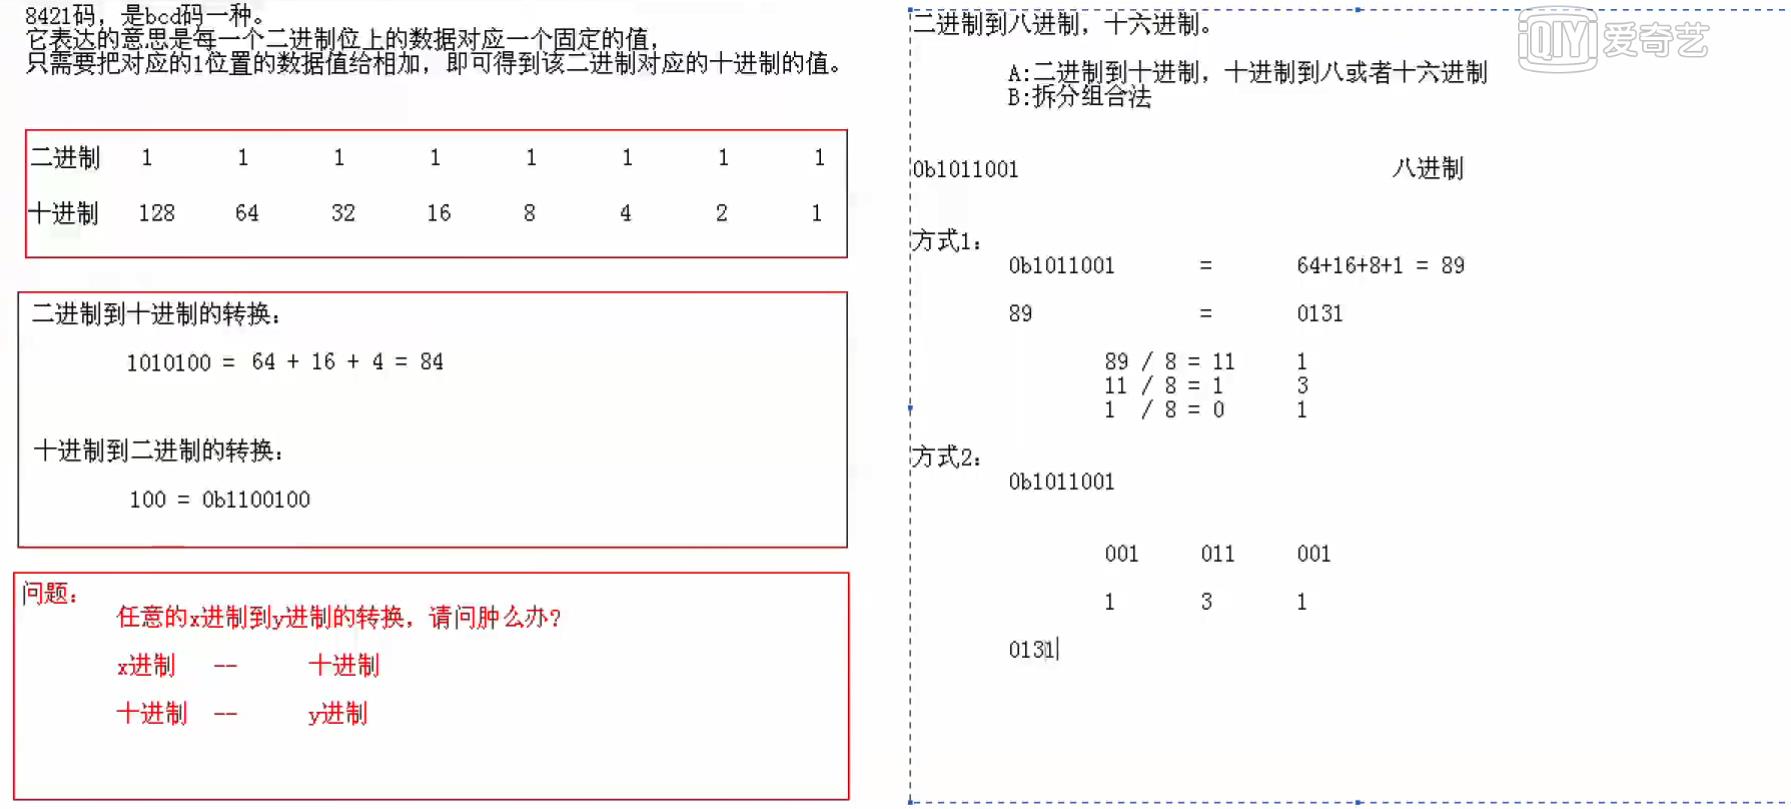 8421码，是bcd码一种。
它表达的意思是每一个二进制位上的数据对应一个固定的值，
只需要把对应的1位置的数据值给相加，即可得到该二进制对应的十进制的值。
二进制 1 1 1 1 1 1 1 1
十进制 128 64 32 16 8 4 2 1
二进制到十进制的转换：
1010100 = 64 + 16 + 4 = 84
十进制到二进制的转换：
100 = 0b1100100
问题：
任意的x进制到y进制的转换，请问肿么办?
x进制 -- 十进制
十进制 -- y进制
二进制到八进制，十六进制。
A:二进制到十进制，十进制到八或者十六进制
B:拆分组合法
0b1011001 八进制
方式1：
0b1011001 = 64+16+8+1 = 89
89 = 0131
89 / 8 = 11 1
11 / 8 = 1 3
1 / 8 = 0 1
方式2：
0b1011001
001 011 001
1 3 1
0131
iQIYI 爱奇艺